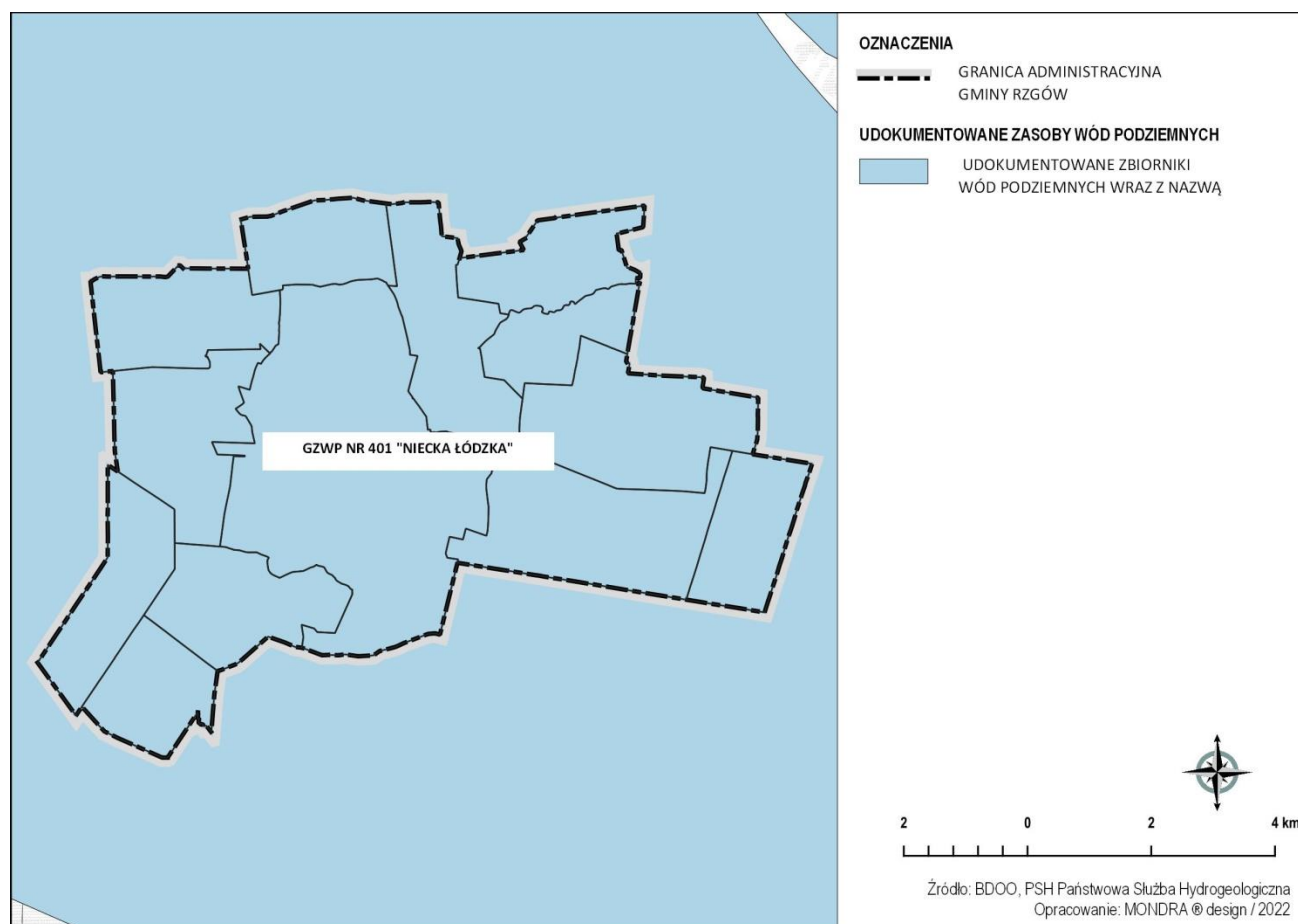 OZNACZENIA
GRANICA ADMINISTRACYJNA
GMINY RZGÓW
UDOKUMENTOWANE ZASOBY WÓD PODZIEMNYCH
UDOKUMENTOWANE ZBIORNIKI
WÓD PODZIEMNYCH WRAZ Z NAZWĄ
GZWP NR 401 "NIECKA ŁÓDZKA"
2 0 2 4 km
Źródło: BDOO, PSH Państwowa Służba Hydrogeologiczna
Opracowanie: MONDRA ® design / 2022